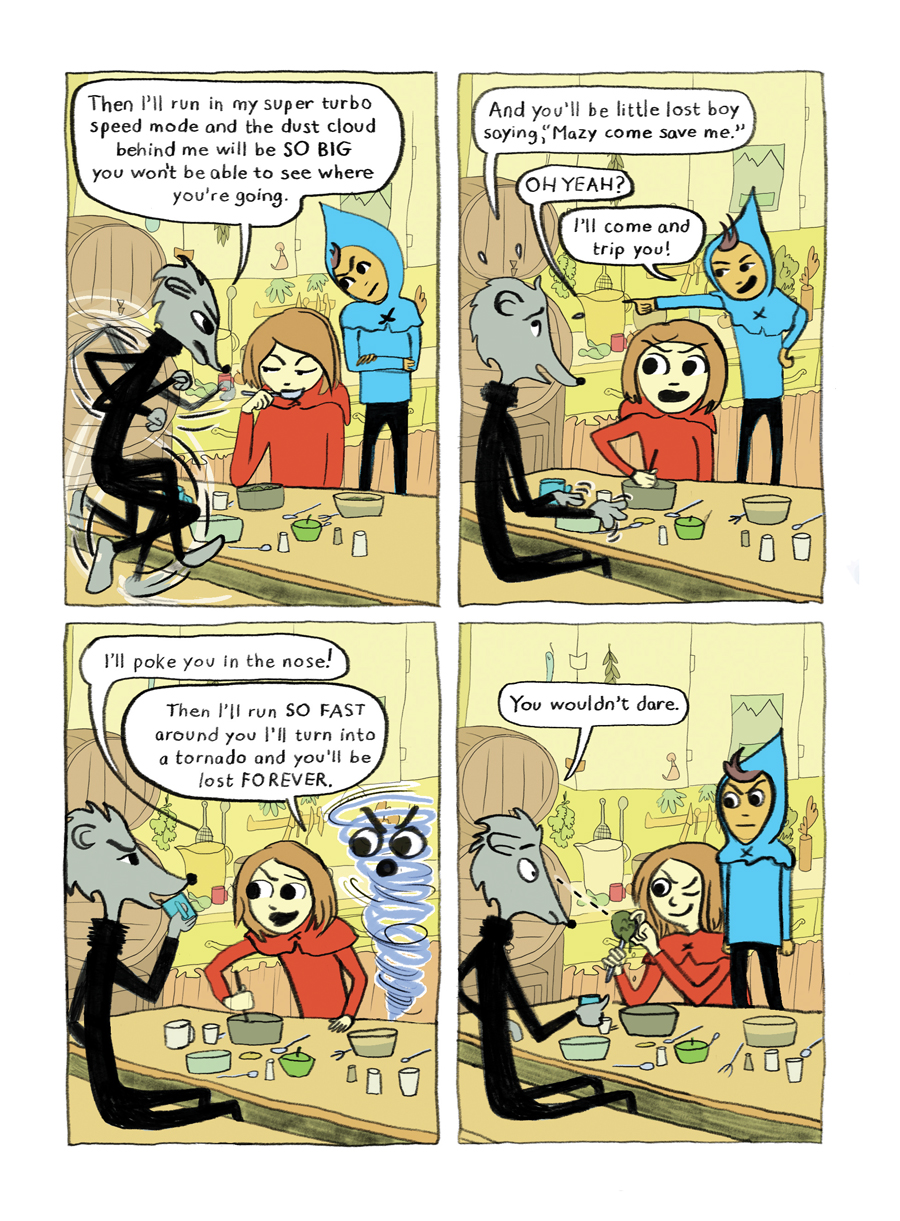 Then I'll run in my super turbo
speed mode and the dust cloud
behind me will be SO BIG
you won't be able to see where
you're going.
And you'll be little lost boy
saying,"Mazy come save me."
OH YEAH?
I'll come and
trip you!
I'll poke you in the nose!
Then I'll run SO FAST
around you I'll turn into
a tornado and you'll be
lost FOREVER.
You wouldn't dare.